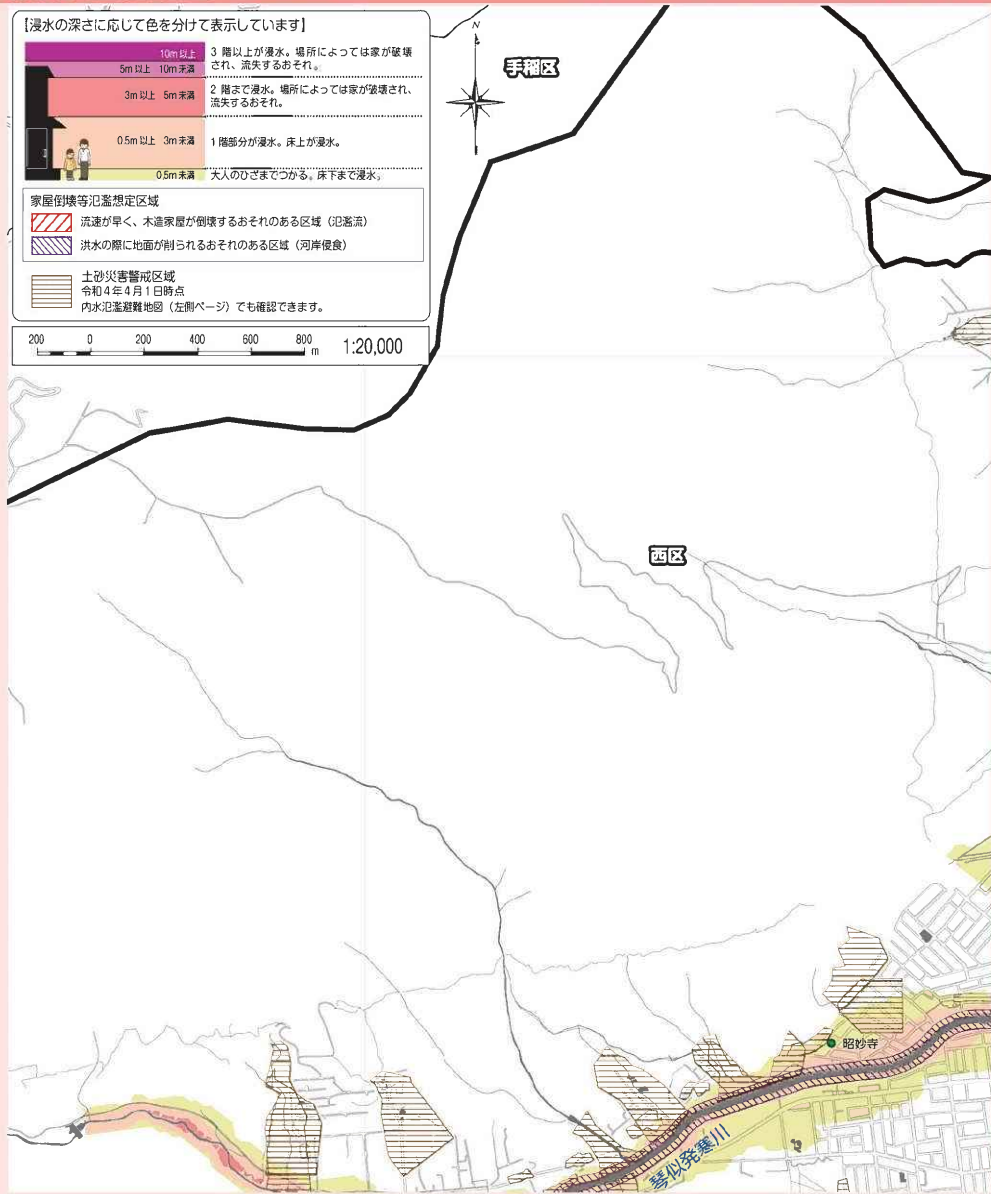 【浸水の深さに応じて色を分けて表示しています】
10m以上
5m以上 10m未満
3階以上が浸水。場所によっては家が破壊
され、流失するおそれ。
3m以上 5m未満
2階まで浸水。場所によっては家が破壊され、
流失するおそれ。
0.5m以上 3m未満
1階部分が浸水。床上が浸水。
0.5m未満
大人のひざまでつかる。床下まで浸水。
家屋倒壊等氾濫想定区域
流速が早く、木造家屋が倒壊するおそれのある区域（氾濫流）
洪水の際に地面が削られるおそれのある区域（河岸侵食）
土砂災害警戒区域
令和4年4月1日時点
内水氾濫避難地図（左側ページ）でも確認できます。
200 0 200 400 600 800 m 1:20,000
N
手稲区
西区
昭妙寺
琴似発寒川